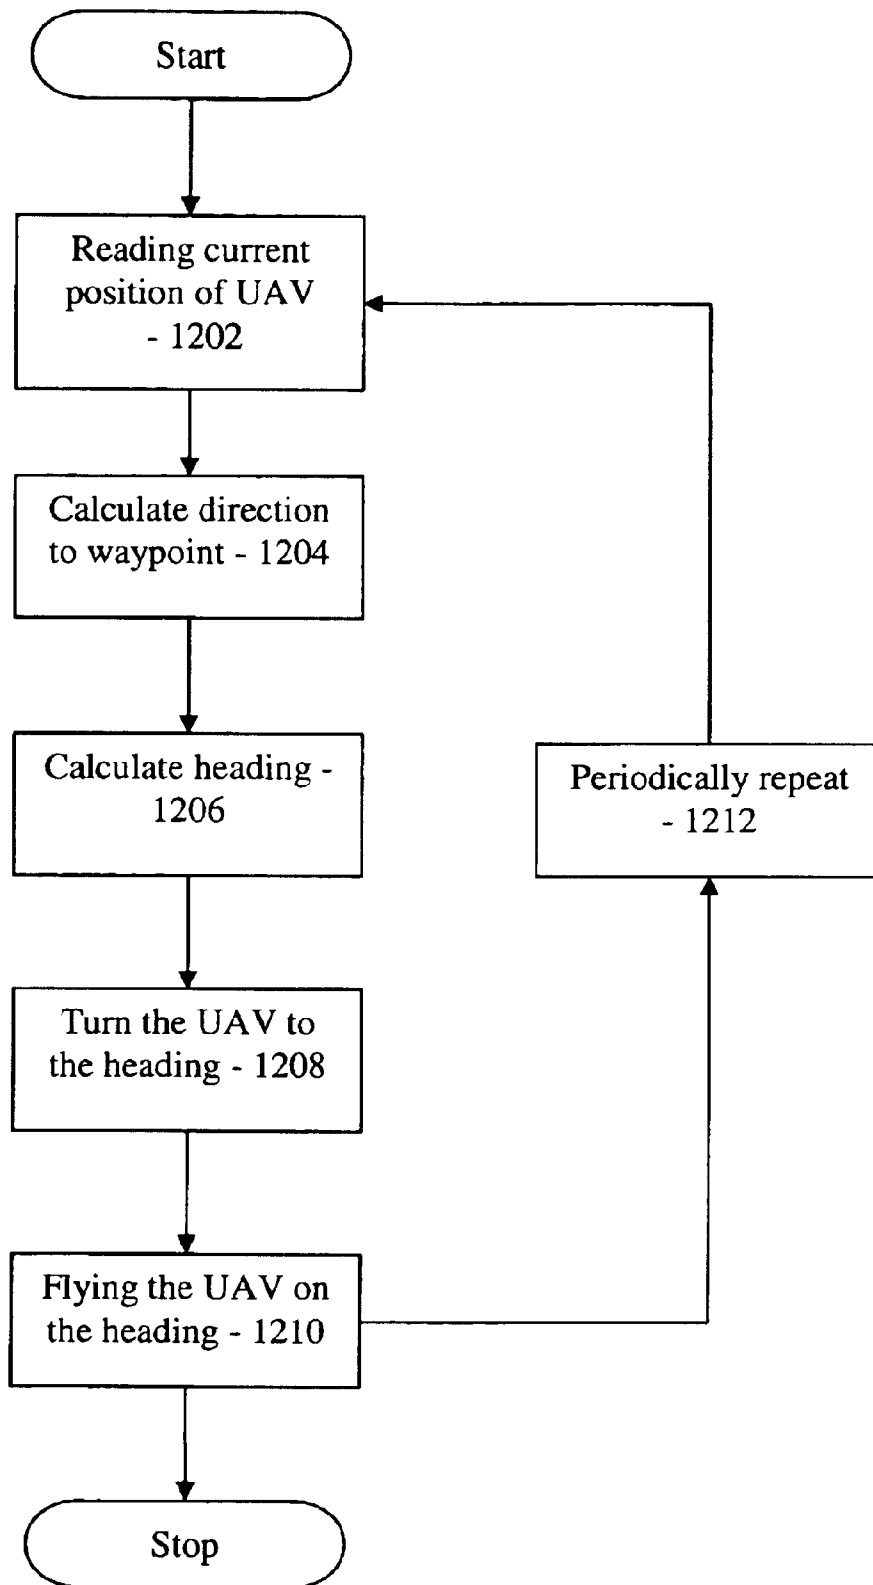 Start
Reading current
position of UAV
- 1202
Calculate direction
to waypoint - 1204
Calculate heading -
1206
Periodically repeat
- 1212
Turn the UAV to
the heading - 1208
Flying the UAV on
the heading - 1210
Stop